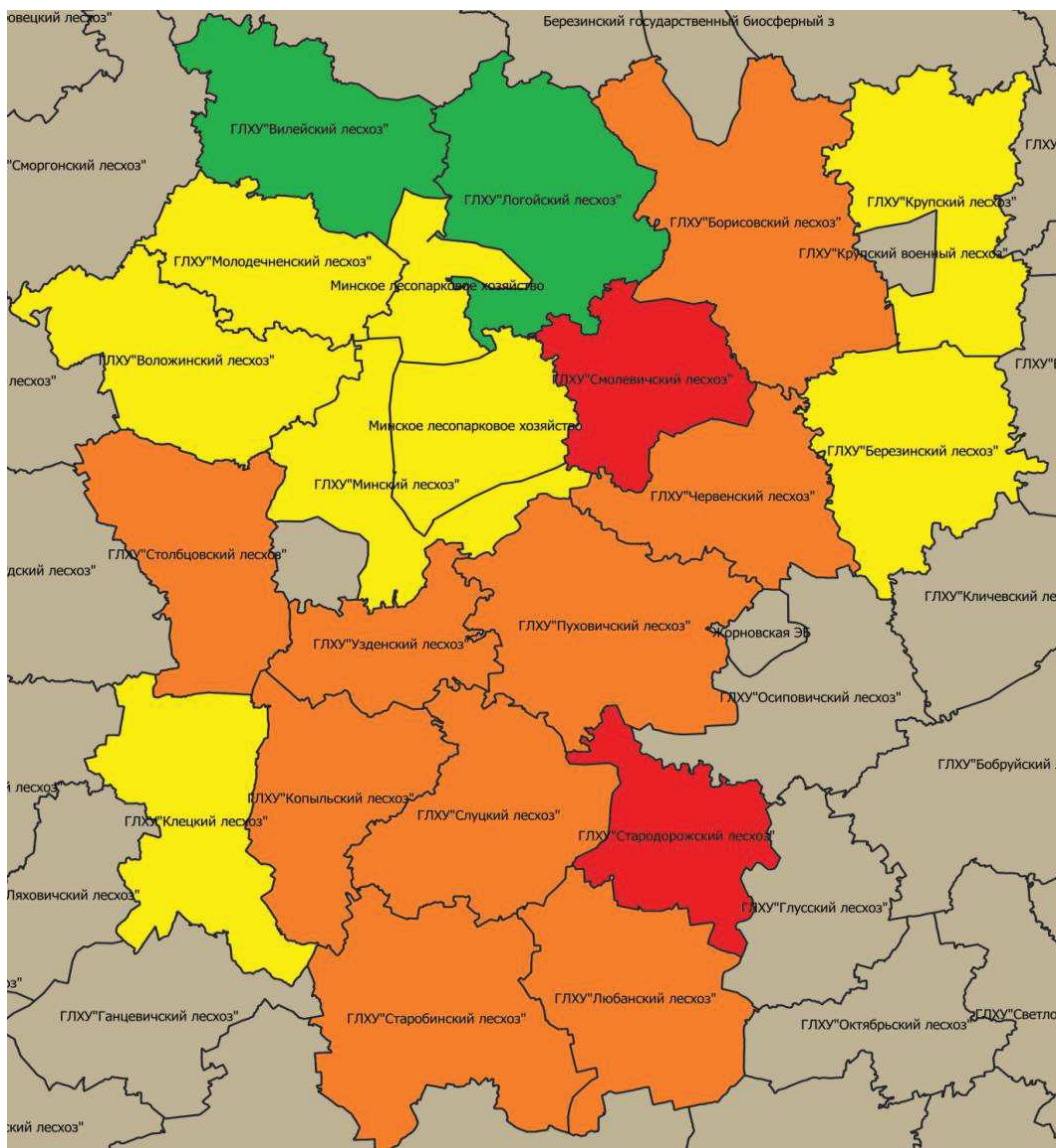 ровецкий лесхоз"
Березинский государственный биосферный з
ГЛХУ"Вилейский лесхоз"
"Сморгонский лесхоз"
ГЛХУ
ГЛХУ"Логойский лесхоз"
ГЛХУ"Крупский лесхоз"
ГЛХУ"Борисовский лесхоз"
ГЛХУ"Крупский военный лесхоз"
ГЛХУ"Молодечненский лесхоз"
Минское лесопарковое хозяйство
ГЛХУ"Воложинский лесхоз"
лесхоз"
ГЛХУ"Смолевичский лесхоз"
Минское лесопарковое хозяйство
ГЛХУ"Березинский лесхоз"
ГЛХУ"Минский лесхоз"
ГЛХУ"Червенский лесхоз"
ГЛХУ"Столбцовский лесхоз"
дский лесхоз"
ГЛХУ"Кличевский ле
ГЛХУ"Пуховичский лесхоз"
Жорновская ЭБ
ГЛХУ"Узденский лесхоз"
ГЛХУ"Осиповичский лесхоз"
ГЛХУ"Бобруйский
й лесхоз"
ГЛХУ"Копыльский лесхоз"
ГЛХУ"Слуцкий лесхоз"
ГЛХУ"Клецкий лесхоз"
ГЛХУ"Стародорожский лесхоз"
Ляховичский лесхоз"
ГЛХУ"Глусский лесхоз"
оз"
ГЛХУ"Любанский лесхоз"
ГЛХУ"Ганцевичский лесхоз"
ГЛХУ"Старобинский лесхоз"
ГЛХУ"Октябрьский лесхоз"
ГЛХУ"Светло
ский лесхоз"